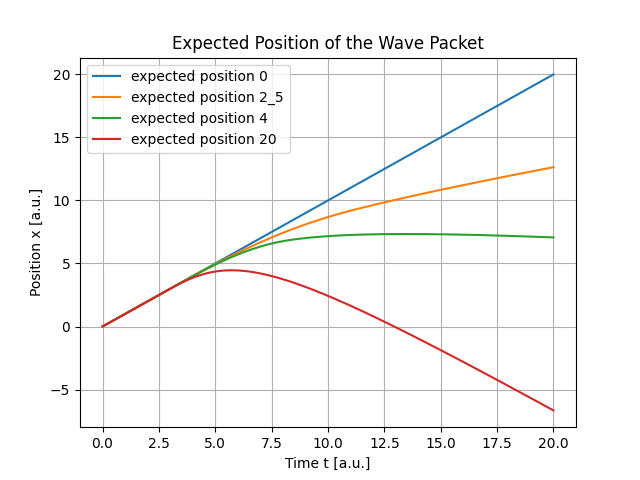 Expected Position of the Wave Packet
expected position 0
expected position 2_5
expected position 4
expected position 20
Position x [a.u.]
20
15
10
5
0
−5
0.0 2.5 5.0 7.5 10.0 12.5 15.0 17.5 20.0
Time t [a.u.]